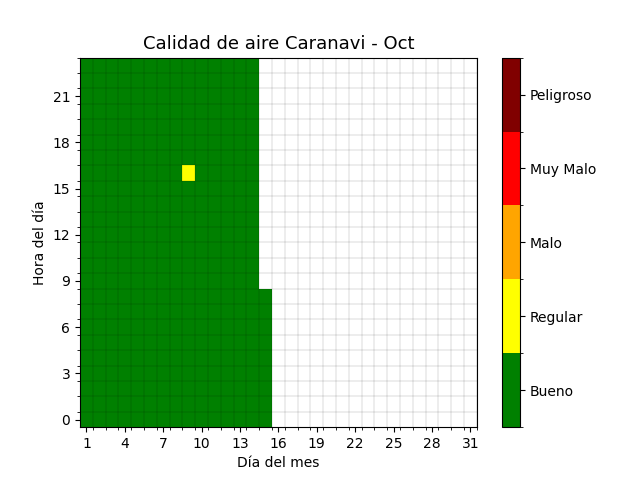 Calidad de aire Caranavi - Oct
21
18
15
12
9
6
3
0
Hora del día
1 4 7 10 13 16 19 22 25 28 31
Día del mes
Peligroso
Muy Malo
Malo
Regular
Bueno